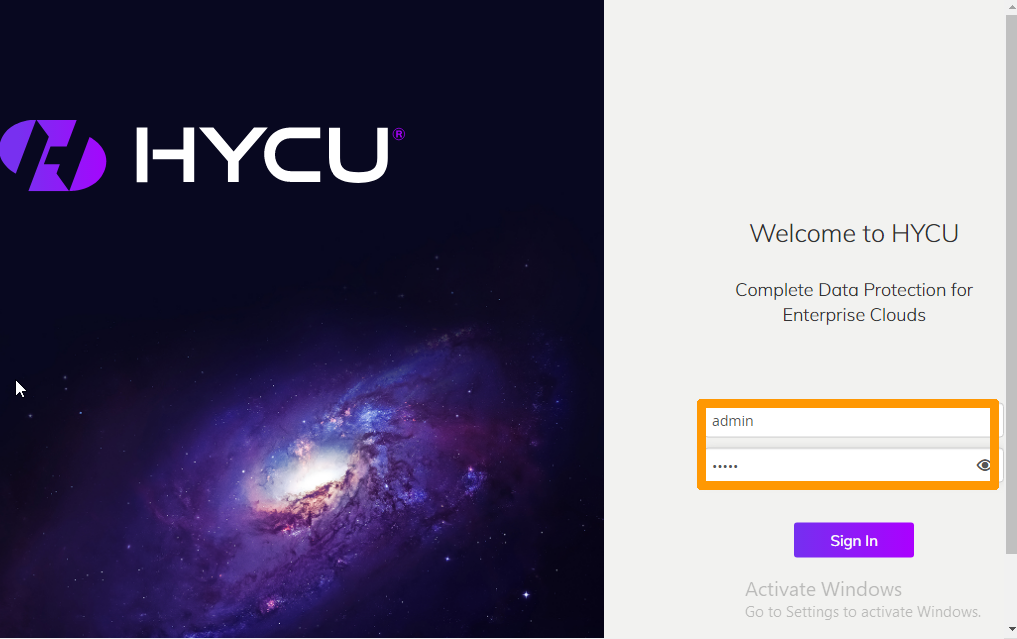 HYCU®
Welcome to HYCU
Complete Data Protection for
Enterprise Clouds
admin
•••••
Sign In
Activate Windows
Go to Settings to activate Windows.